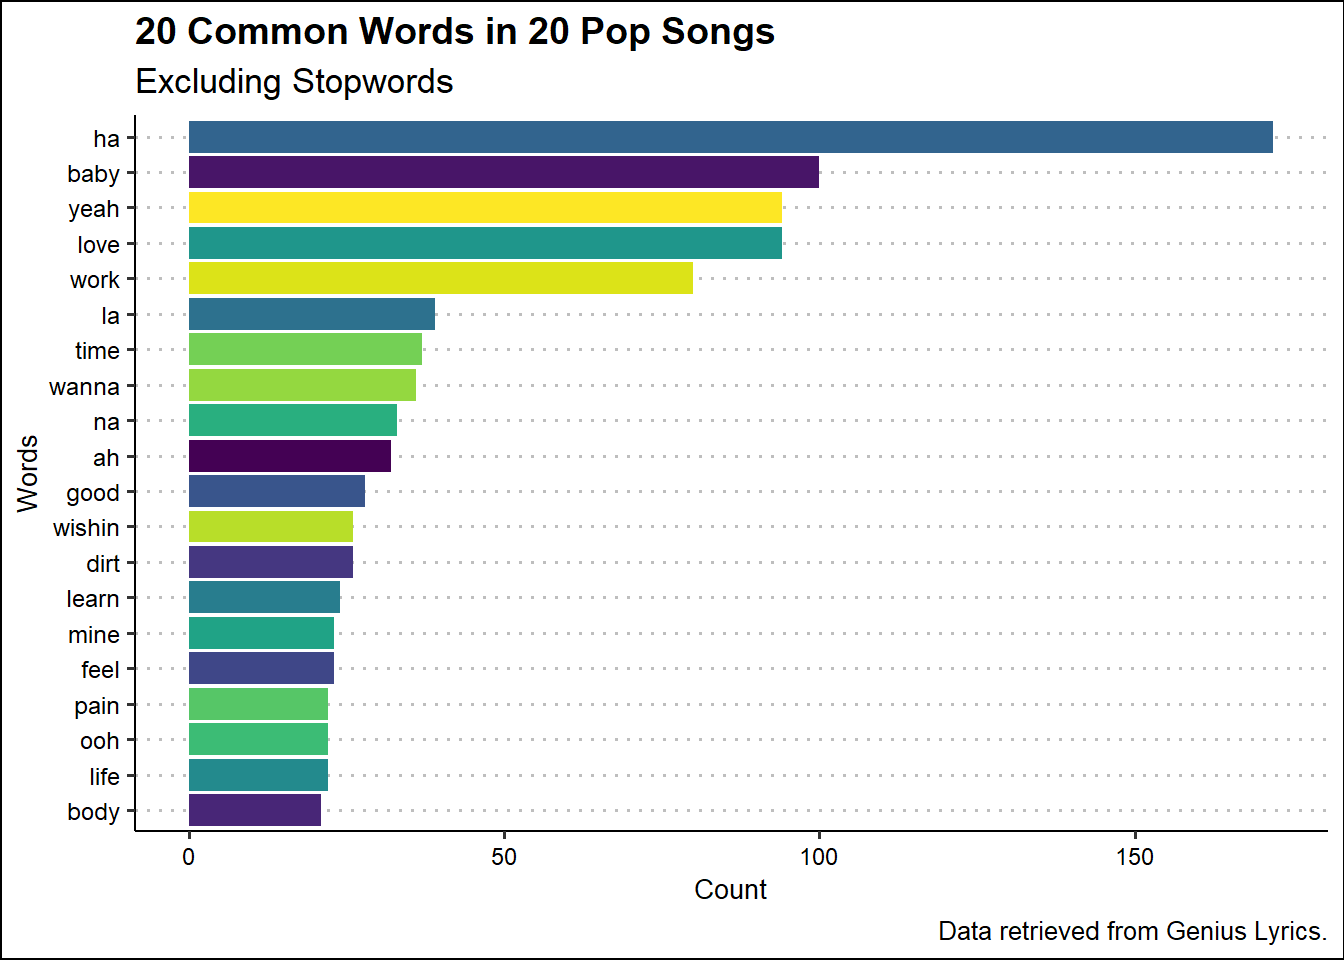 20 Common Words in 20 Pop Songs
Excluding Stopwords
ha
baby
yeah
love
work
la
time
wanna
na
ah
good
wishin
dirt
learn
mine
feel
pain
ooh
life
body
Words
0 50 100 150
Count
Data retrieved from Genius Lyrics.